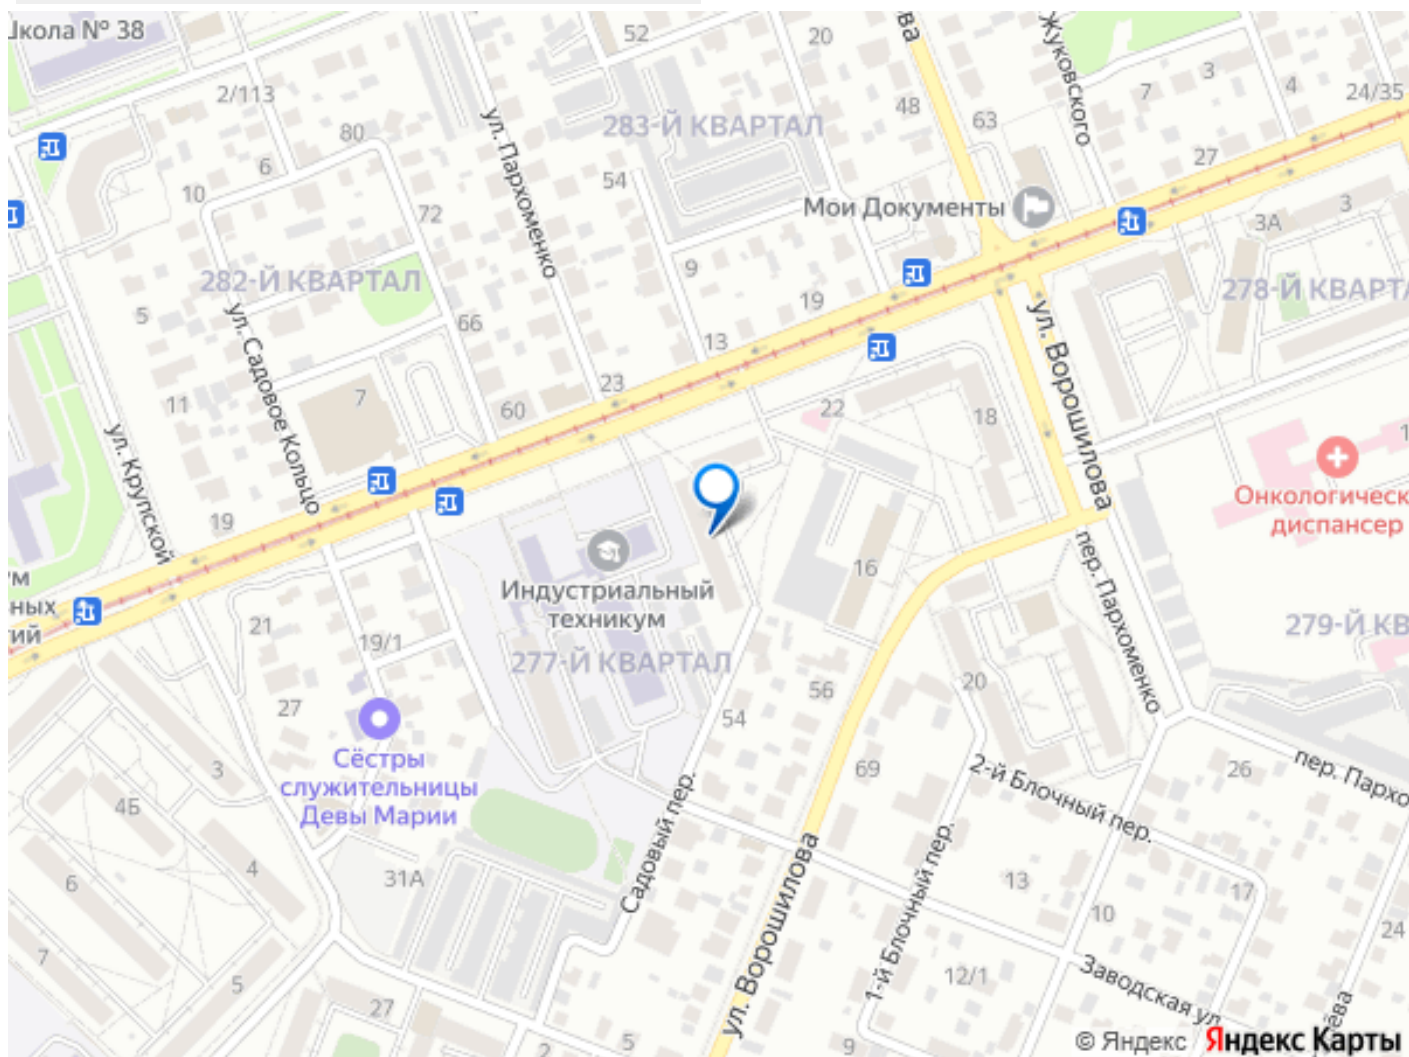 Школа № 38
52
20
Жуковского
3
7
4
24/35
2/113
ул. Пархоменко
283-Й КВАРТАЛ
48
63
80
6
27
10
54
72
Мои Документы
3
3А
282-Й КВАРТАЛ
9
278-Й КВАРТА
5
19
66
ул. Садовое Кольцо
13
ул. Ворошилова
7
23
11
60
22
18
ул. Крупской
Онкологическ
диспансер
19
16
Индустриальный
техникум
пер. Пархоменко
ных
21
19/1
279-Й КВ
277-Й КВАРТАЛ
56
20
27
54
Сёстры
служительницы
Девы Марии
3
4Б
69
2-й Блочный пер.
26
пер. Пархо
Садовый пер.
ул. Ворошилова
1-й Блочный пер.
4
6
31А
13
17
10
24
7
12/1
Заводская ул.
5
27
2
5
9
© Яндекс Яндекс Карты